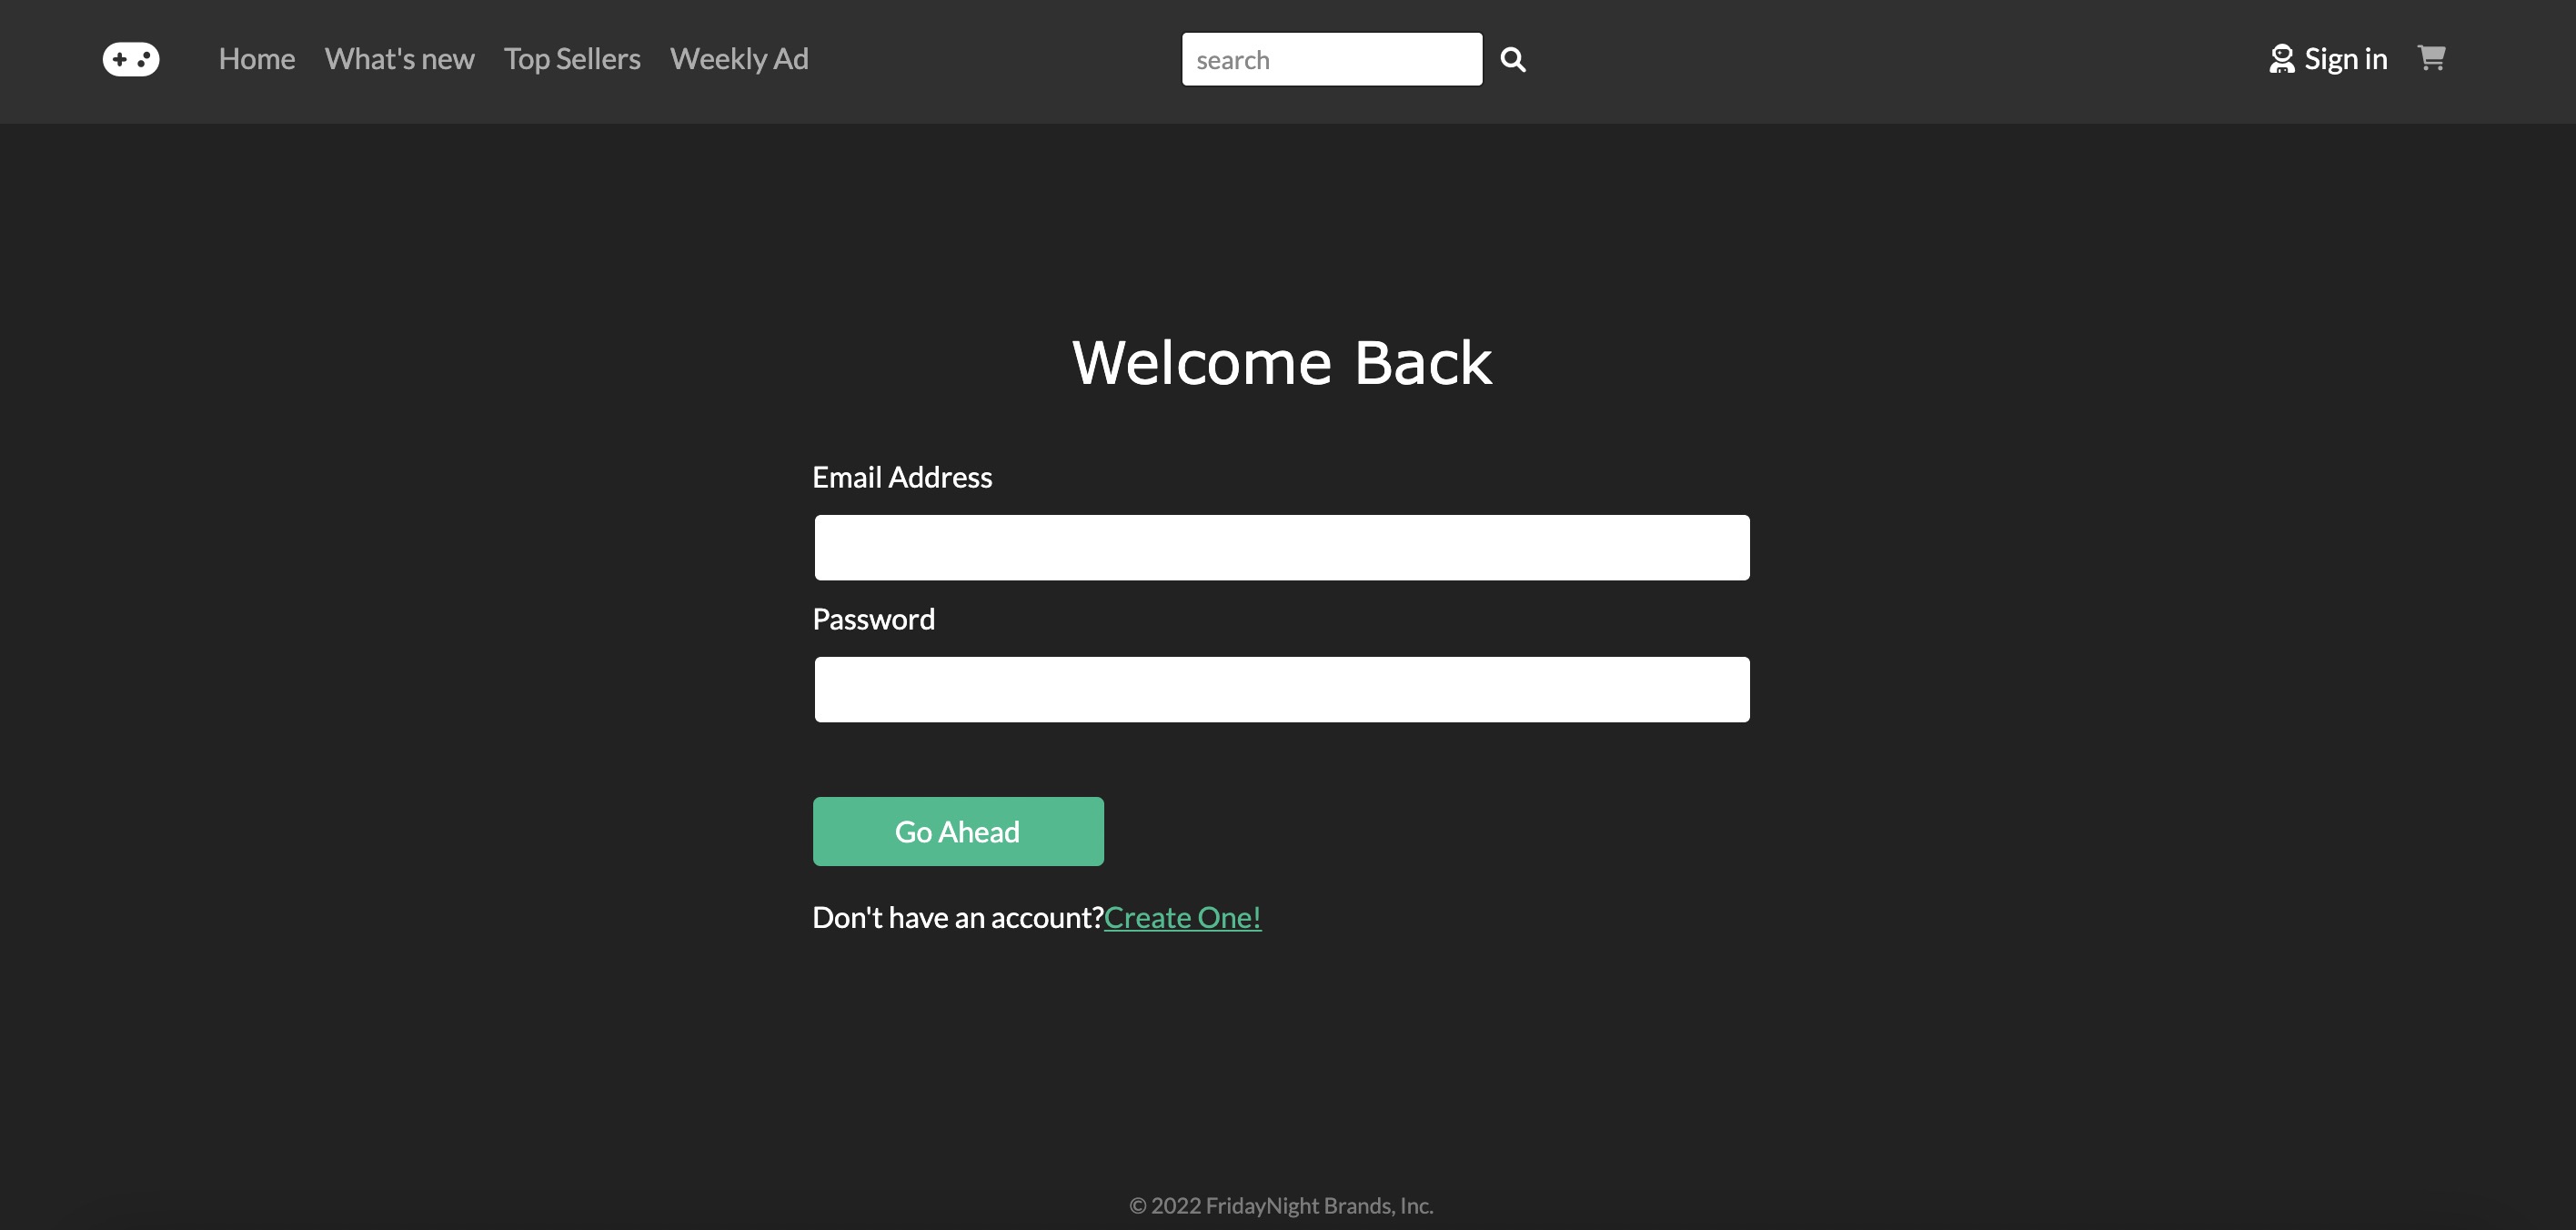 Home What's new Top Sellers Weekly Ad search Sign in
Welcome Back
Email Address
Password
Go Ahead
Don't have an account?Create One!
© 2022 FridayNight Brands, Inc.